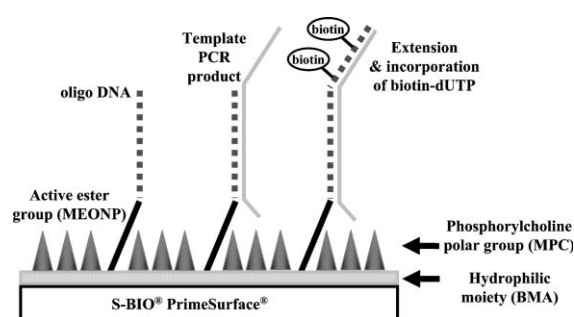 biotin
biotin
Template
PCR
product
Extension
& incorporation
of biotin-dUTP
oligo DNA
Active ester
group (MEONP)
Phosphorylcholine
polar group (MPC)
Hydrophilic
moiety (BMA)
S-BIO® PrimeSurface®